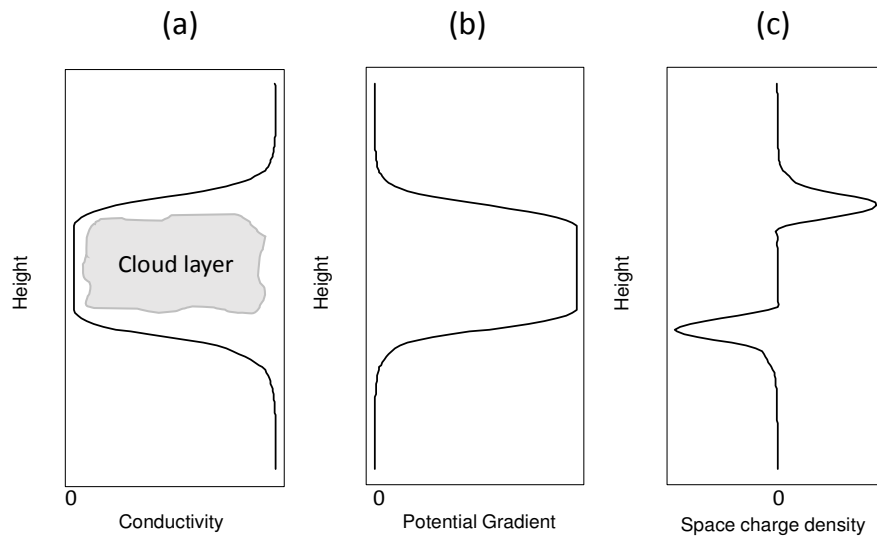 (a)
(b)
(c)
Height
Cloud layer
Height
Height
0
0
0
Conductivity
Potential Gradient
Space charge density